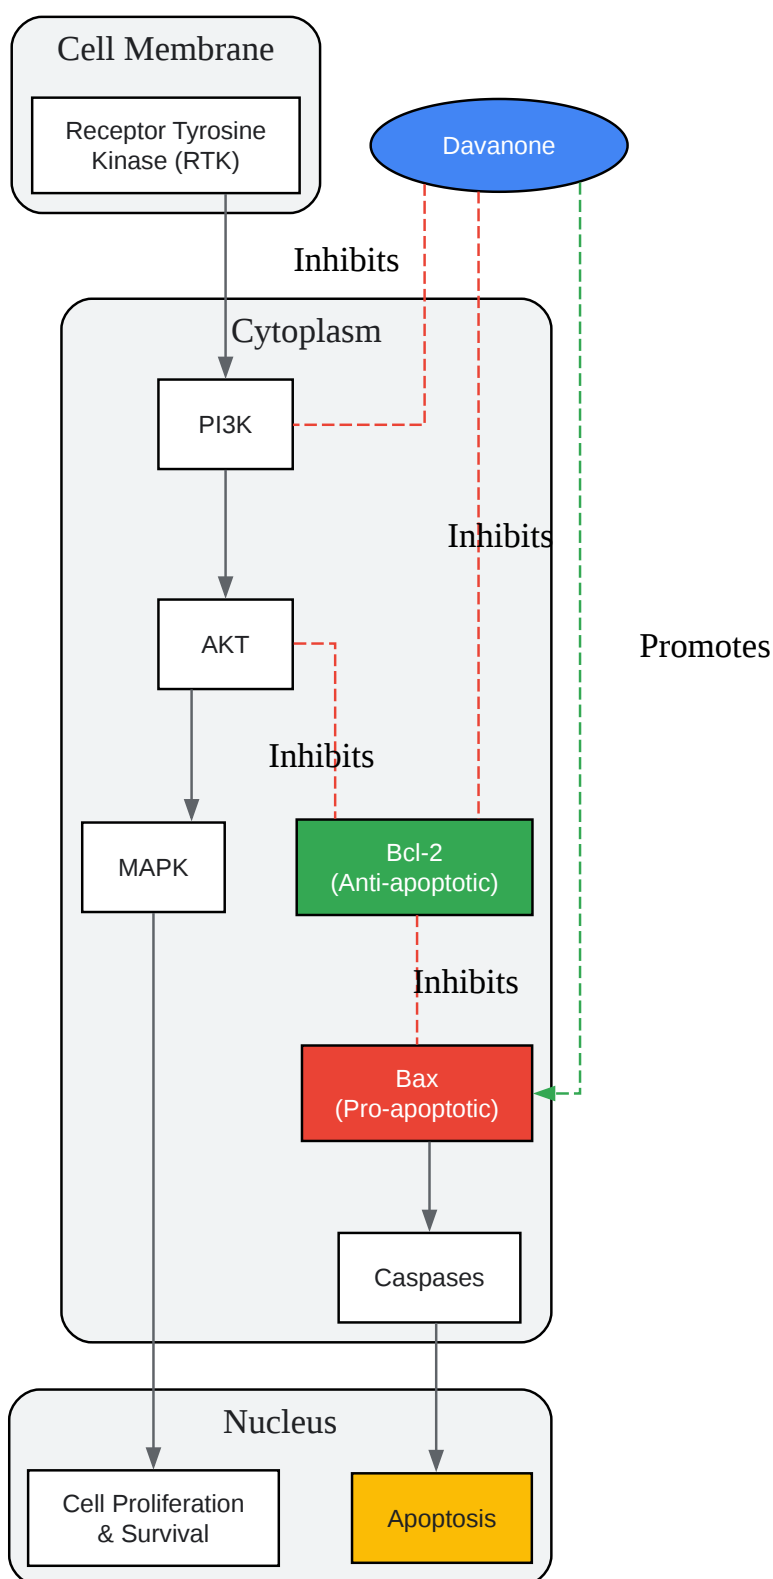 Cell Membrane
Receptor Tyrosine
Kinase (RTK)
Davanone
Inhibits
Cytoplasm
PI3K
Inhibits
AKT
Promotes
Inhibits
MAPK
Bcl-2
(Anti-apoptotic)
Inhibits
Bax
(Pro-apoptotic)
Caspases
Nucleus
Cell Proliferation
& Survival
Apoptosis